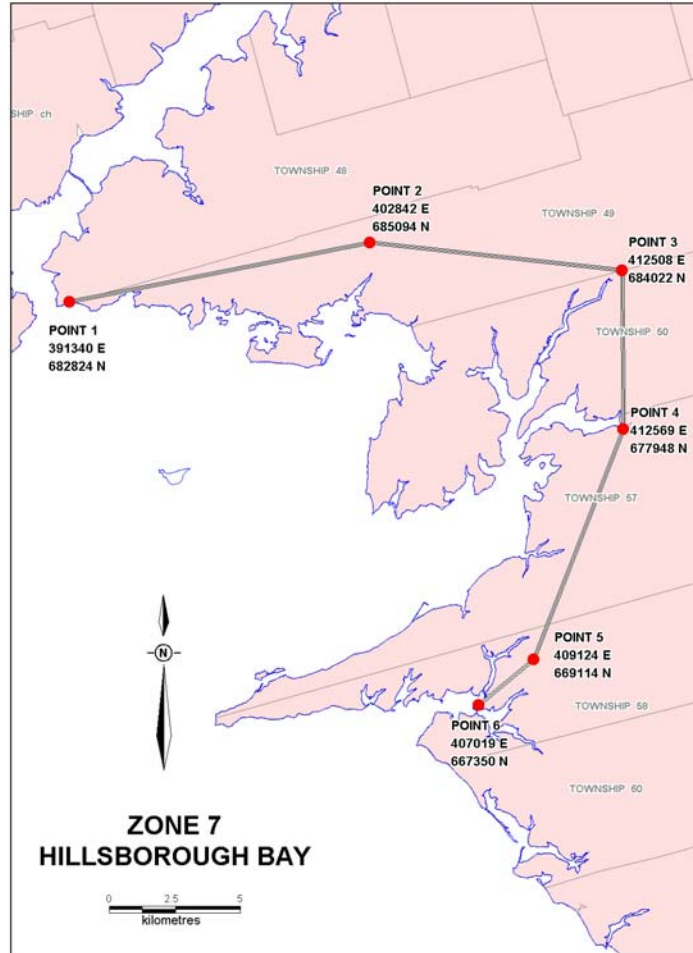 SHIP ch
TOWNSHIP 48
POINT 2
402842 E
685094 N
TOWNSHIP 49
POINT 3
412508 E
684022 N
POINT 1
391340 E
682824 N
TOWNSHIP 50
POINT 4
412569 E
677948 N
TOWNSHIP 57
N
POINT 5
409124 E
669114 N
TOWNSHIP 58
POINT 6
407019 E
667350 N
TOWNSHIP 60
ZONE 7
HILLSBOROUGH BAY
0 2.5 5
kilometres